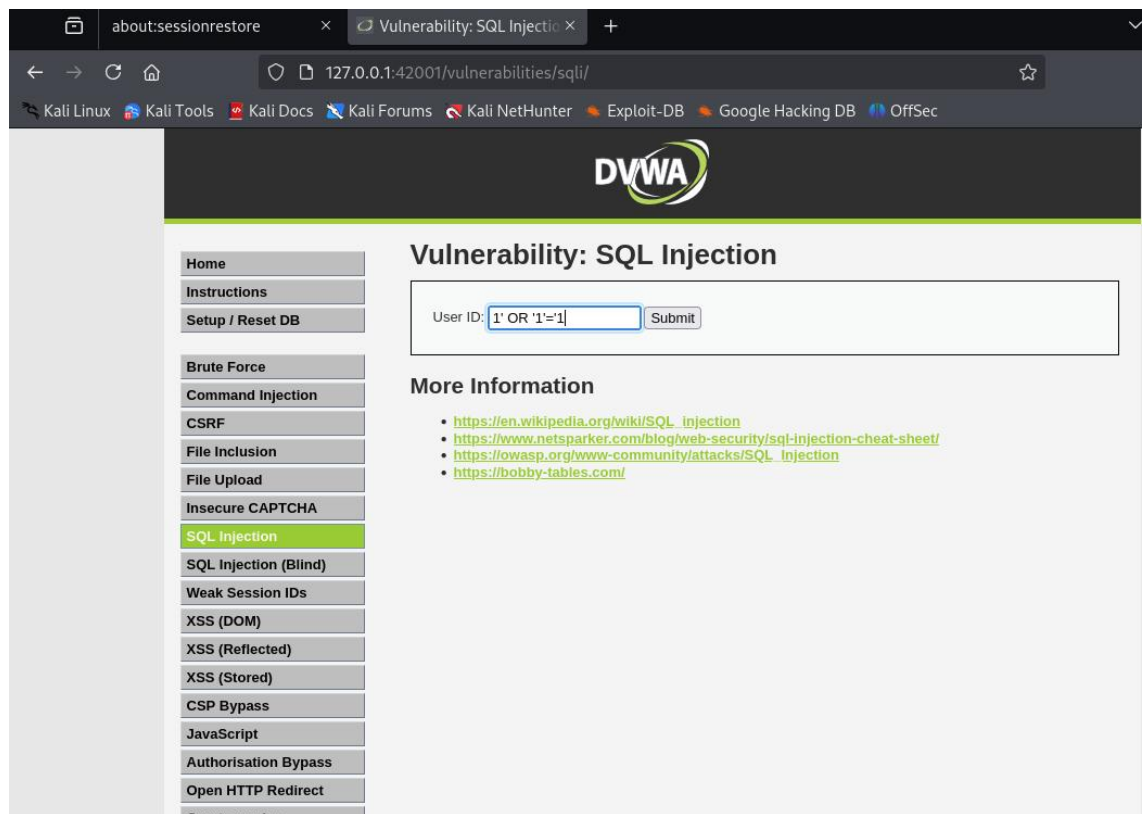 about:sessionrestore
Vulnerability: SQL Injectio
127.0.0.1:42001/vulnerabilities/sqli/
Kali Linux Kali Tools Kali Docs Kali Forums Kali NetHunter Exploit-DB Google Hacking DB OffSec
DVWA
Home
Instructions
Setup / Reset DB
Brute Force
Command Injection
CSRF
File Inclusion
File Upload
Insecure CAPTCHA
SQL Injection
SQL Injection (Blind)
Weak Session IDs
XSS (DOM)
XSS (Reflected)
XSS (Stored)
CSP Bypass
JavaScript
Authorisation Bypass
Open HTTP Redirect
Vulnerability: SQL Injection
User ID: 1' OR '1'='1 Submit
More Information
https://en.wikipedia.org/wiki/SQL_injection
https://www.netsparker.com/blog/web-security/sql-injection-cheat-sheet/
https://owasp.org/www-community/attacks/SQL_Injection
https://bobby-tables.com/